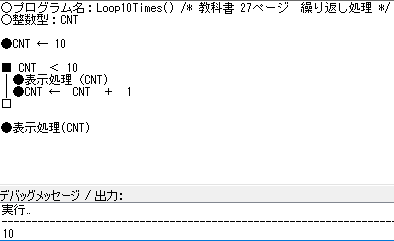 ○プログラム名：Loop10Times() /* 教科書 27ページ　繰り返し処理 */
○整数型：CNT
●CNT ← 10
■ CNT ＜ 10
│ ●表示処理（CNT）
│ ●CNT ← CNT ＋ 1
□
●表示処理(CNT)
デバッグメッセージ / 出力:
実行..
10